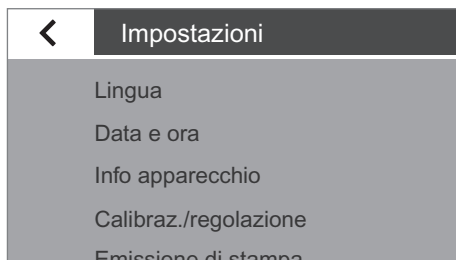 Impostazioni
Lingua
Data e ora
Info apparecchio
Calibraz./regolazione
Emissione di stampa